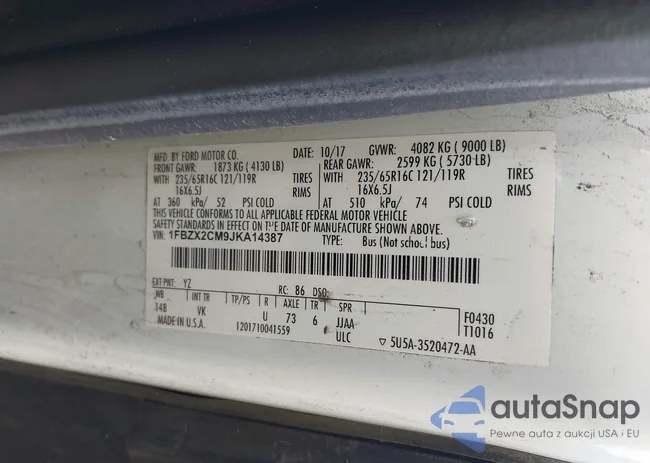 MFD. BY FORD MOTOR CO.
DATE: 10/17 GVWR: 4082 KG ( 9000 LB)
FRONT GAWR: 1873 KG ( 4130 LB)
REAR GAWR: 2599 KG ( 5730 LB)
WITH 235/65R16C 121/119R TIRES
WITH 235/65R16C 121/119R TIRES
16X6.5J RIMS
16X6.5J RIMS
AT 360 kPa/ 52 PSI COLD
AT 510 kPa/ 74 PSI COLD
THIS VEHICLE CONFORMS TO ALL APPLICABLE FEDERAL MOTOR VEHICLE
SAFETY STANDARDS IN EFFECT ON THE DATE OF MANUFACTURE SHOWN ABOVE.
VIN: 1FBZX2CM9JKA14387 TYPE: Bus (Not school bus)
EXT PNT: YZ RC: 86 DSO:
WB INT TR TP/PS R AXLE TR SPR
148 VK U 73 6 JJAA F0430
ULC T1016
MADE IN U.S.A. 1201710041559 ▽ 5U5A-3520472-AA
autaSnap
Pewne auta z aukcji USA i EU